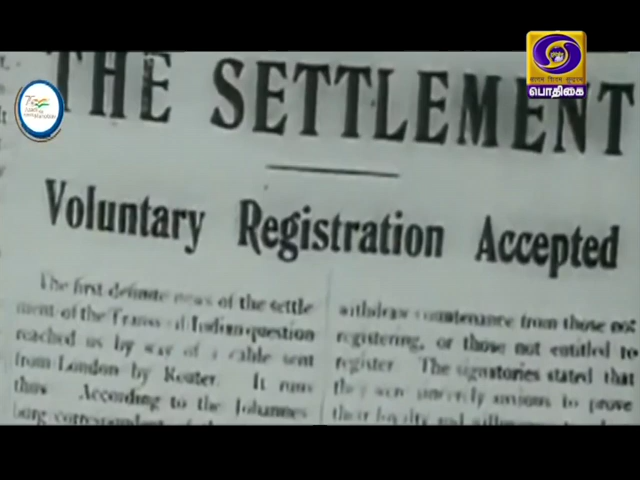 பொதிகை
THE SETTLEMENT
Voluntary Registration Accepted
The first definite news of the settle
ment of the Transvaal Indian question
reached us by way of a cable sent
from London by Reuter. It runs
thus. According to the Johannes
withdraw countenance from those not
registering, or those not entitled to
register. The signatories stated that
they were sincerely anxious to prove
their loyalty and